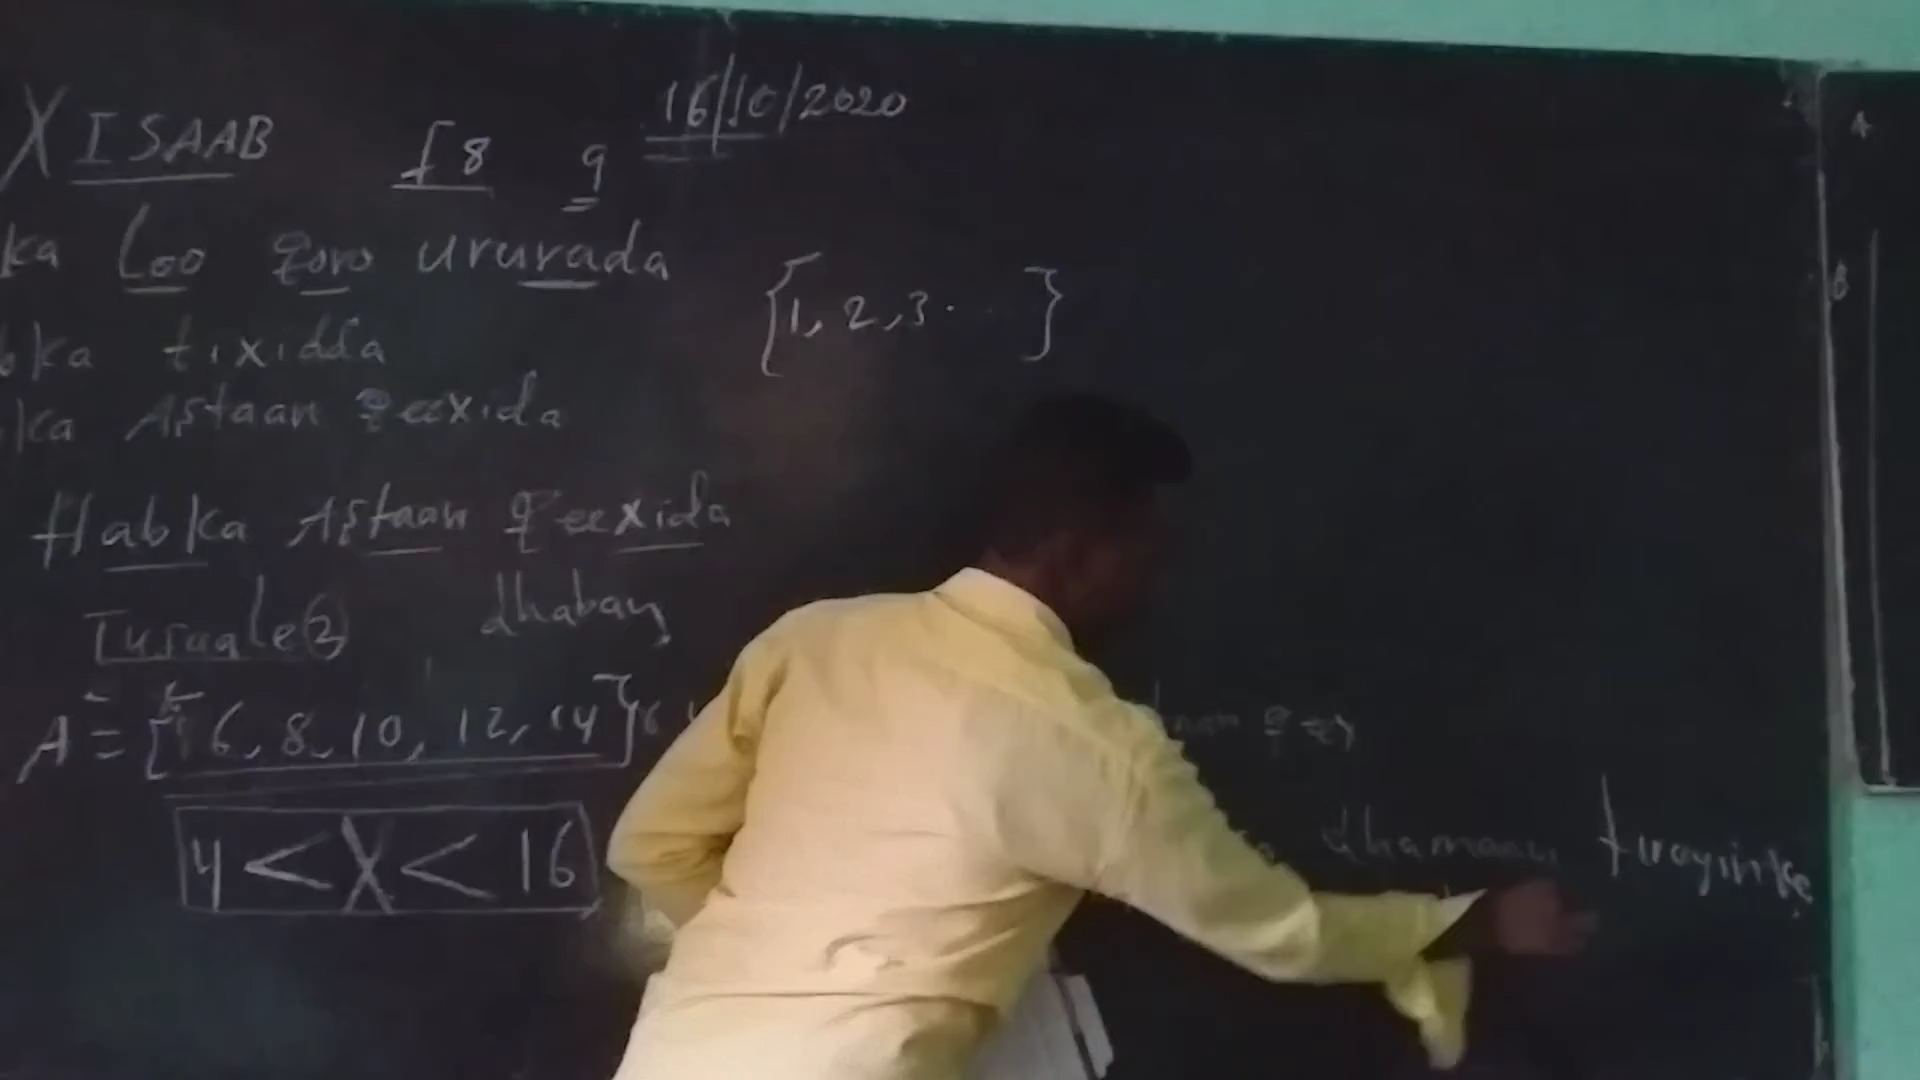 XISAAB f8 9 16/10/2020
ka Loo qoro ururada
{1, 2, 3 . . . . }
bka tixidda
ka Astaan qeexida
Habka Astaan qeexida
Tusaale 2 dhaban
A = { 6, 8, 10, 12, 14 }
4 < X < 16
dhamaan tirayinka